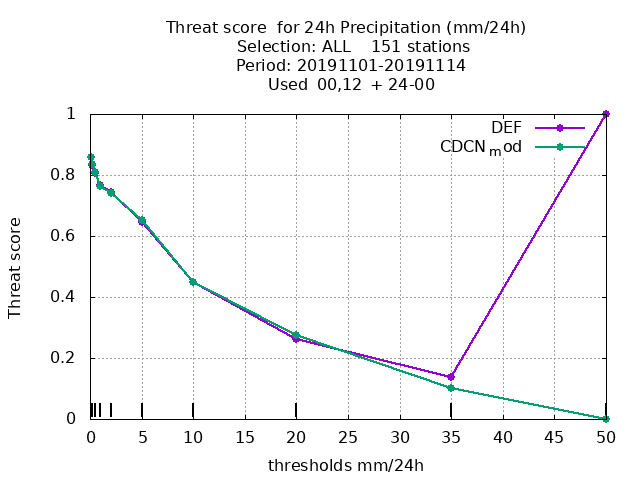 Threat score  for 24h Precipitation (mm/24h)
Selection: ALL    151 stations
Period: 20191101-20191114
Used  00,12  + 24-00
DEF
CDCN_mod
Threat score
1
0.8
0.6
0.4
0.2
0
0 5 10 15 20 25 30 35 40 45 50
thresholds mm/24h